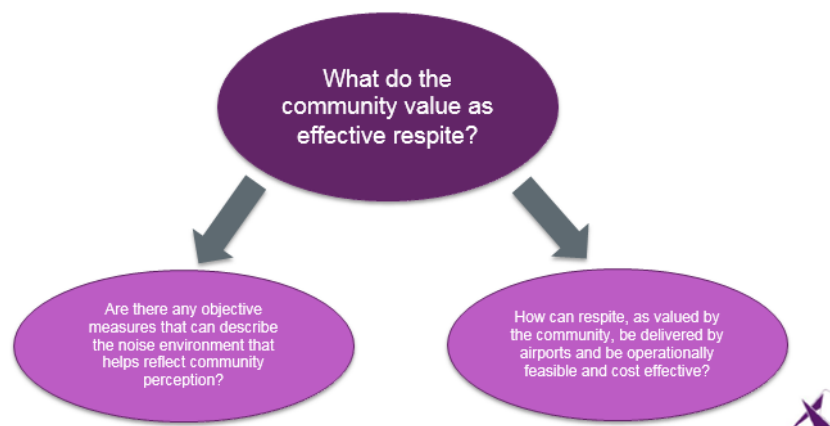 What do the
community value as
effective respite?
Are there any objective
measures that can describe
the noise environment that
helps reflect community
perception?
How can respite, as valued by
the community, be delivered by
airports and be operationally
feasible and cost effective?